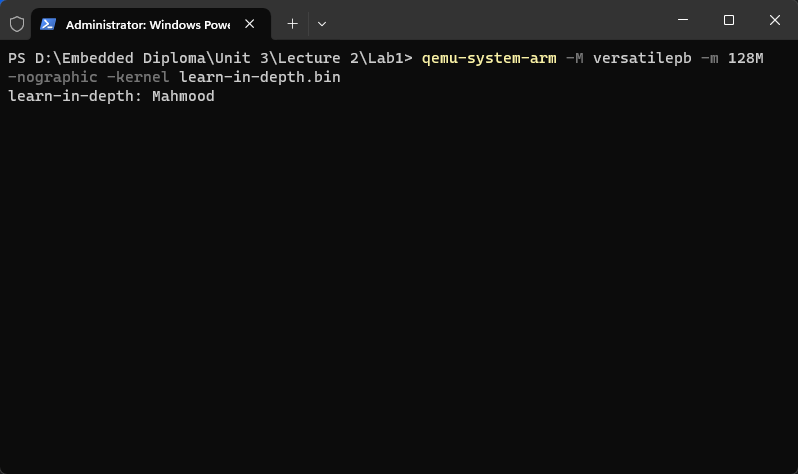 Administrator: Windows Powe
PS D:\Embedded Diploma\Unit 3\Lecture 2\Lab1> qemu-system-arm -M versatilepb -m 128M
-nographic -kernel learn-in-depth.bin
learn-in-depth: Mahmood